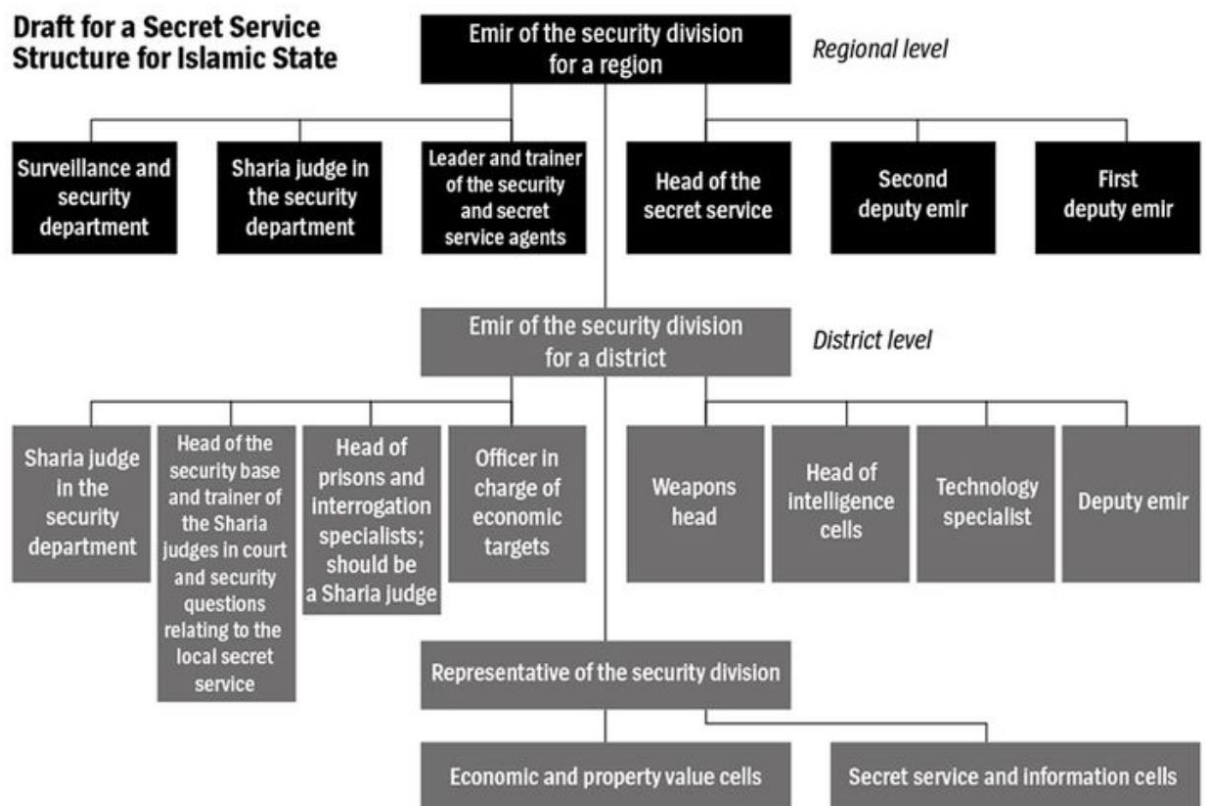 Draft for a Secret Service
Structure for Islamic State
Emir of the security division
for a region
Regional level
Surveillance and
security
department
Sharia judge in
the security
department
Leader and trainer
of the security
and secret
service agents
Head of the
secret service
Second
deputy emir
First
deputy emir
Emir of the security division
for a district
District level
Sharia judge
in the
security
department
Head of the
security base
and trainer of
the Sharia
judges in court
and security
questions
relating to the
local secret
service
Head of
prisons and
interrogation
specialists;
should be
a Sharia judge
Officer in
charge of
economic
targets
Weapons
head
Head of
intelligence
cells
Technology
specialist
Deputy emir
Representative of the security division
Economic and property value cells
Secret service and information cells